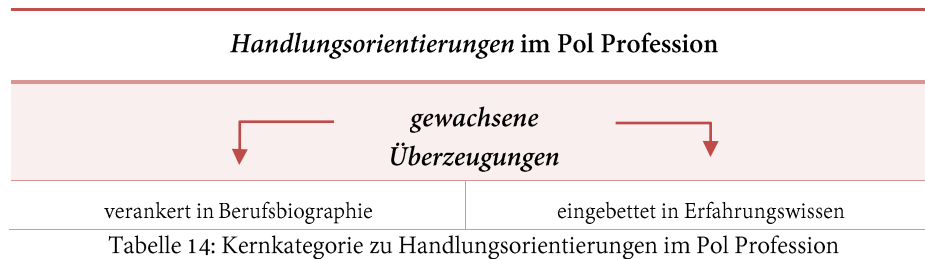 Handlungsorientierungen im Pol Profession
gewachsene
Überzeugungen
verankert in Berufsbiographie
eingebettet in Erfahrungswissen
Tabelle 14: Kernkategorie zu Handlungsorientierungen im Pol Profession